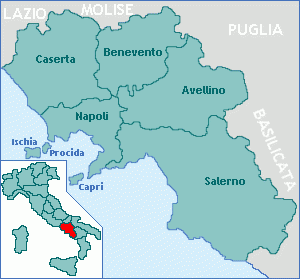 LAZIO
MOLISE
PUGLIA
Benevento
Caserta
Avellino
Napoli
BASILICATA
Ischia
Procida
Capri
Salerno